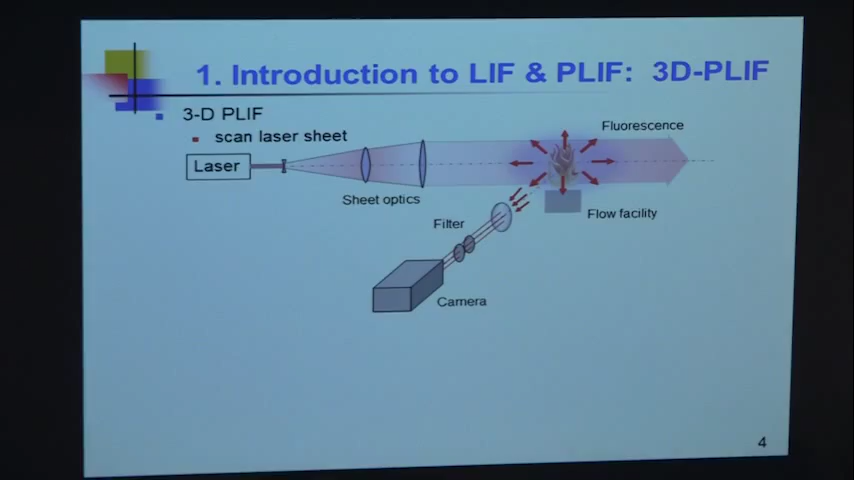 1. Introduction to LIF & PLIF: 3D-PLIF
3-D PLIF
scan laser sheet
Fluorescence
Laser
Sheet optics
Filter
Flow facility
Camera
4